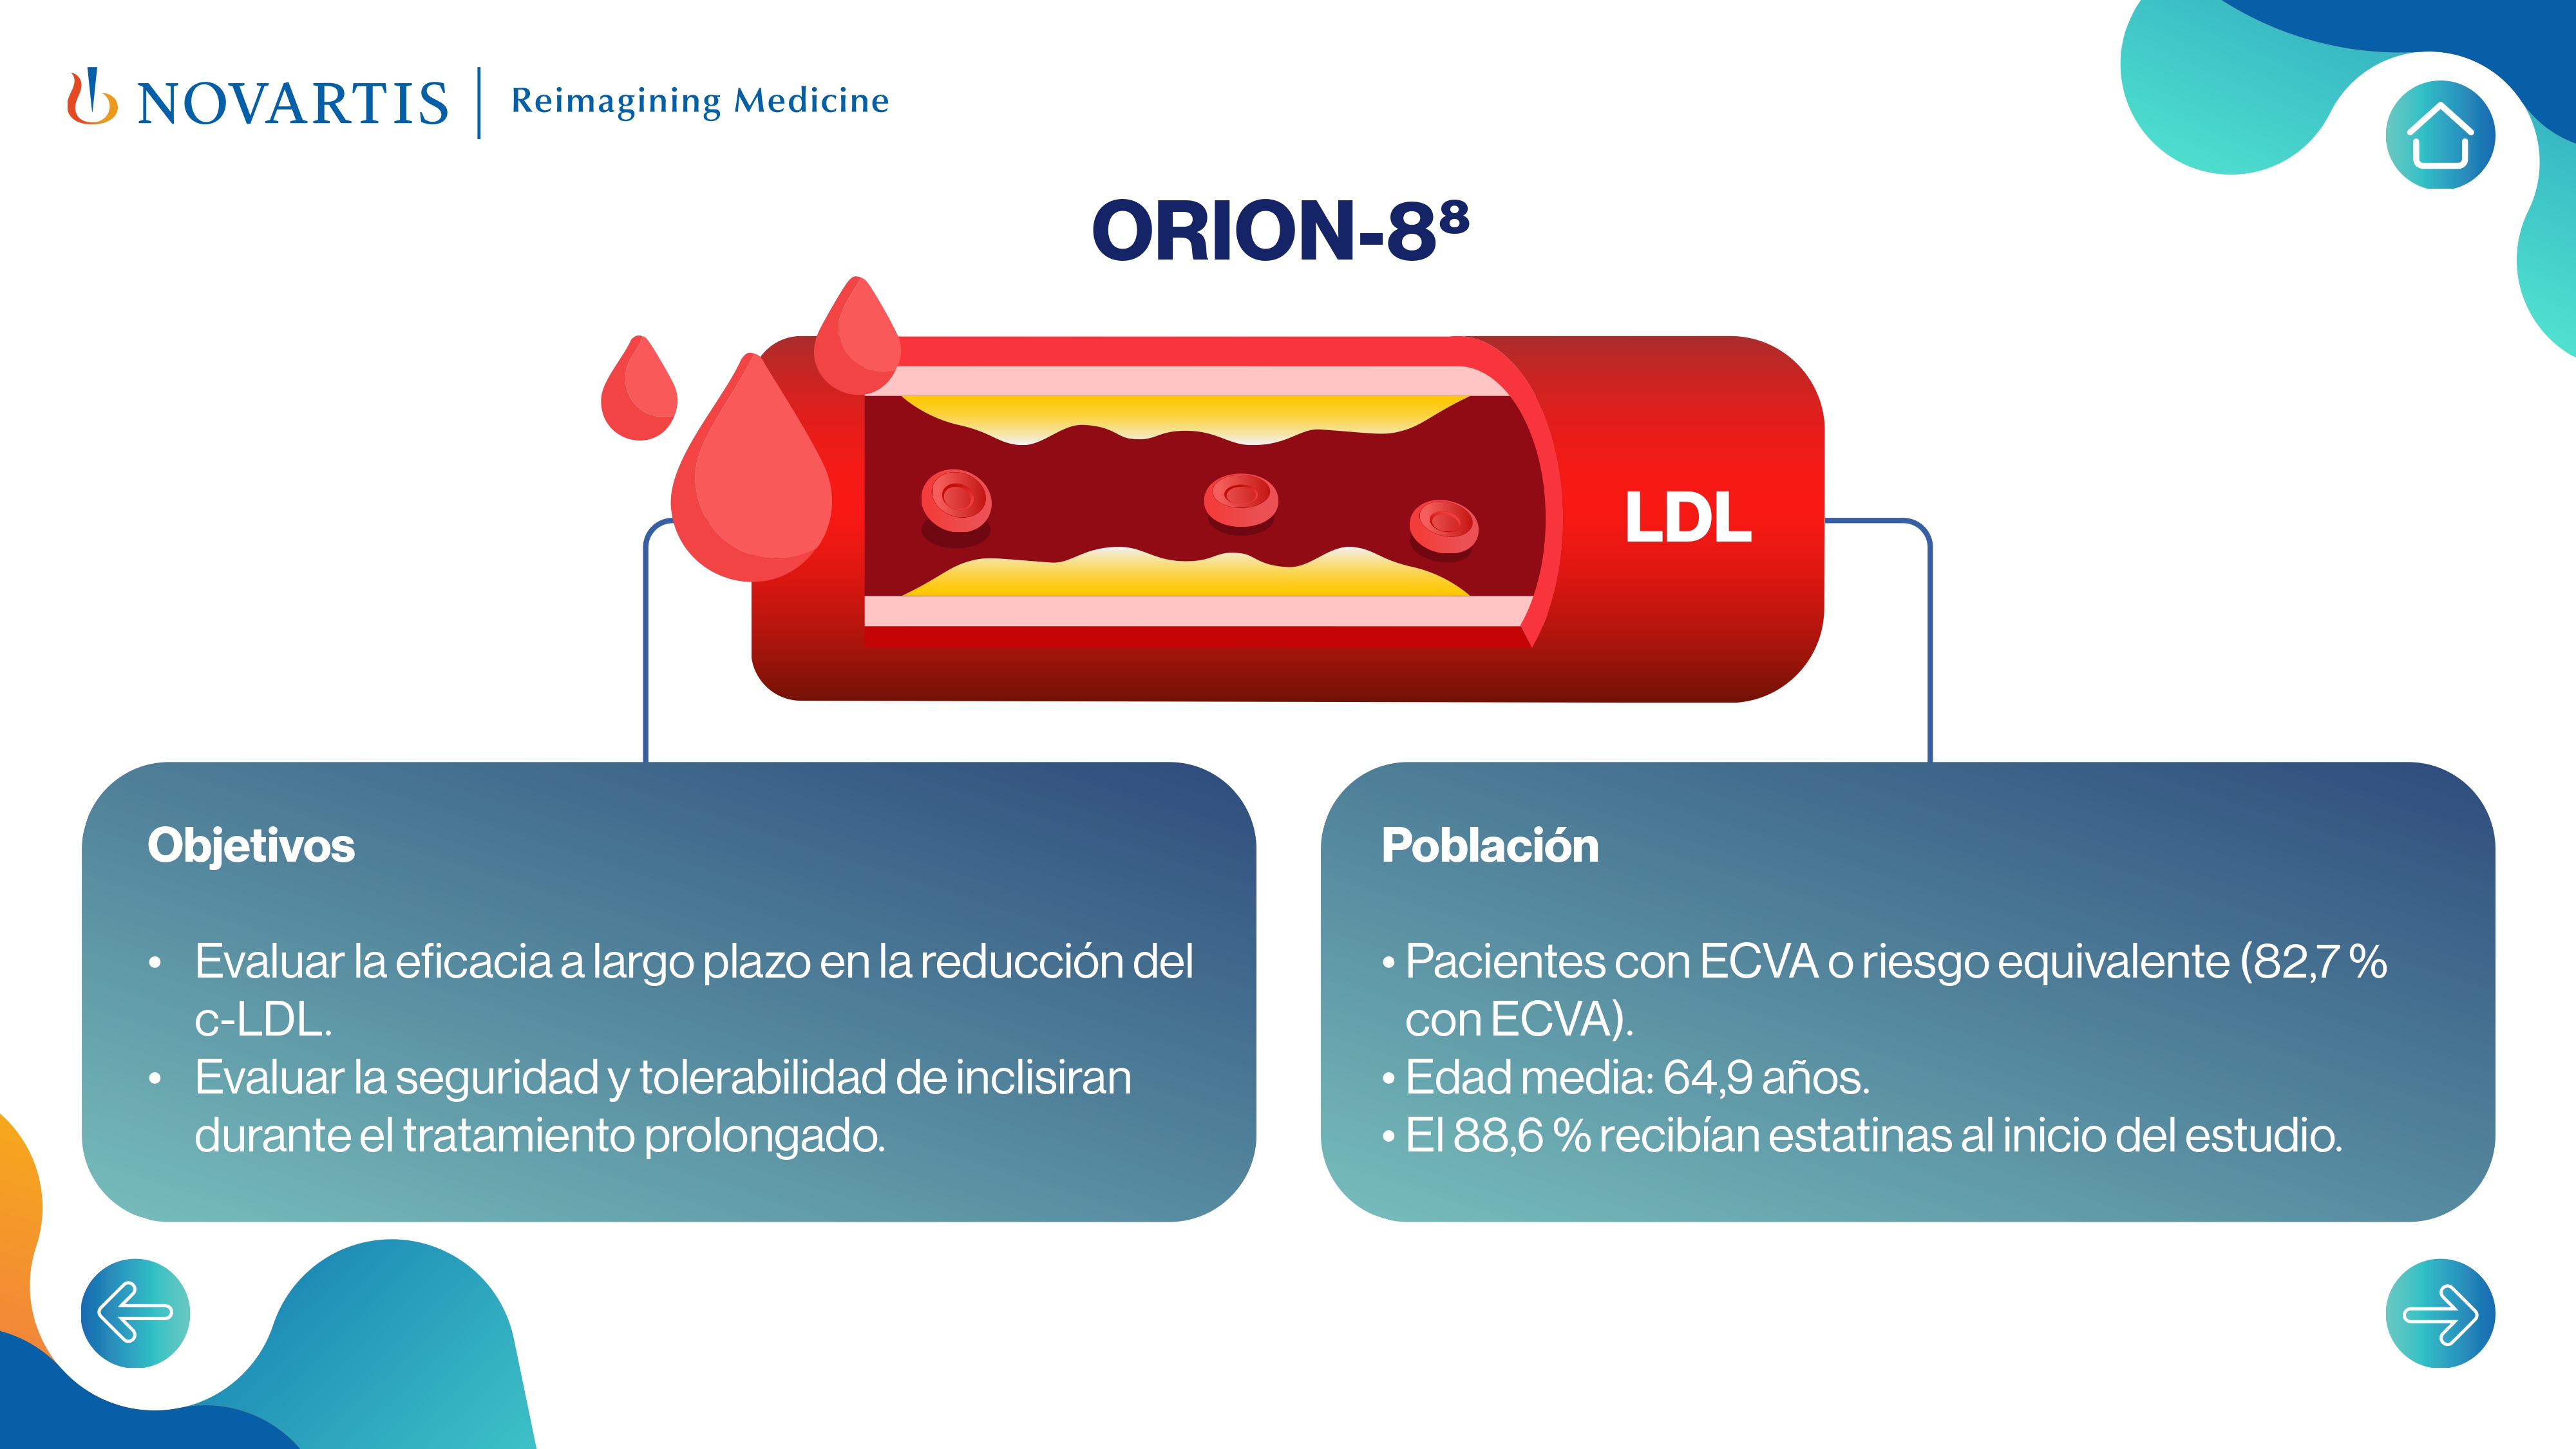 NOVARTIS | Reimagining Medicine
ORION-8⁸
LDL
Objetivos
• Evaluar la eficacia a largo plazo en la reducción del
c-LDL.
• Evaluar la seguridad y tolerabilidad de inclisiran
durante el tratamiento prolongado.
Población
• Pacientes con ECVA o riesgo equivalente (82,7 %
con ECVA).
• Edad media: 64,9 años.
• El 88,6 % recibían estatinas al inicio del estudio.